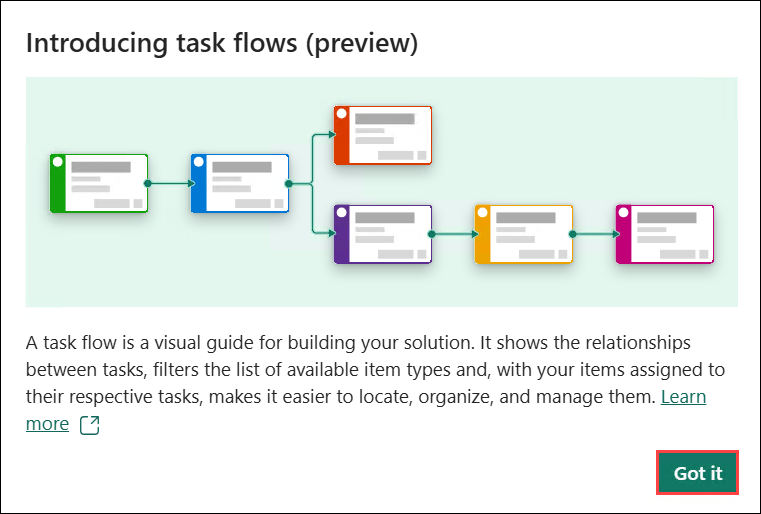 Introducing task flows (preview)
A task flow is a visual guide for building your solution. It shows the relationships
between tasks, filters the list of available item types and, with your items assigned to
their respective tasks, makes it easier to locate, organize, and manage them. Learn
more
Got it